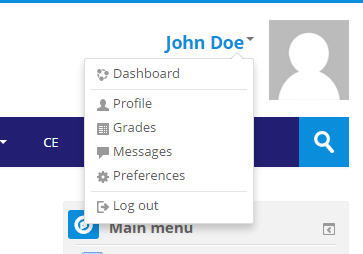 John Doe
Dashboard
Profile
Grades
CE
Messages
Preferences
Log out
Main menu